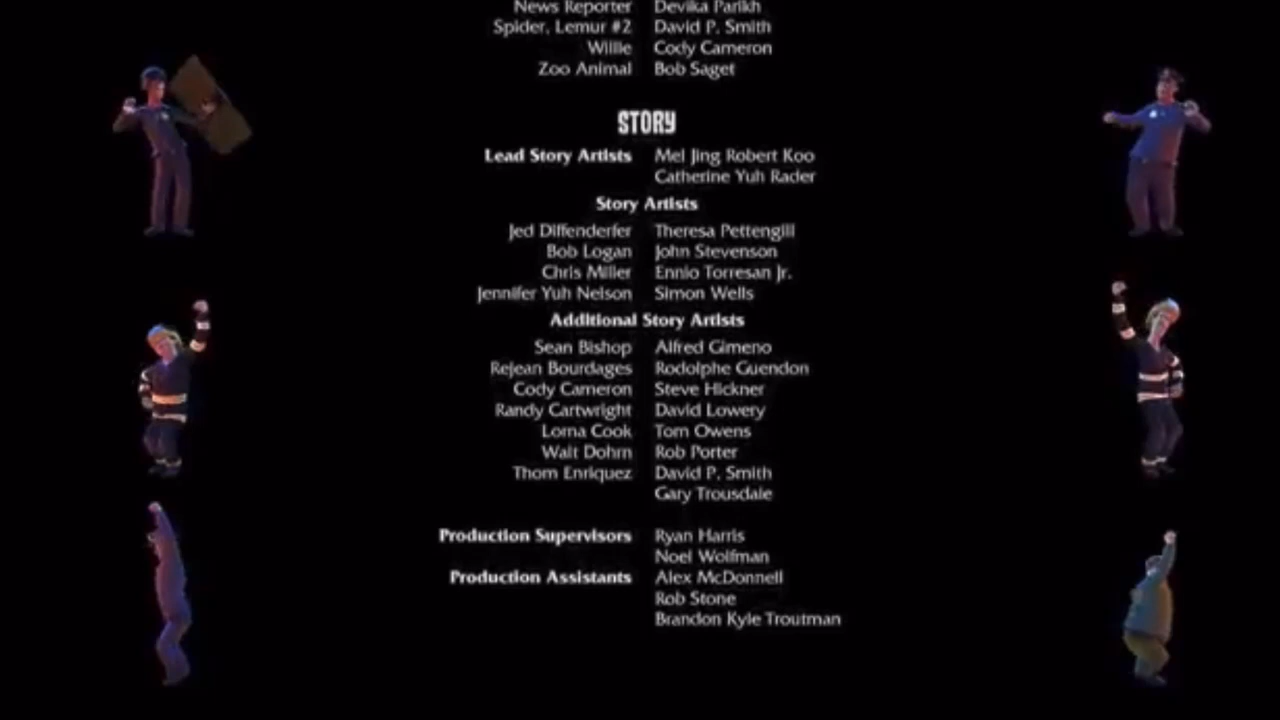 News Reporter Devika Parikh
Spider, Lemur #2 David P. Smith
Willie Cody Cameron
Zoo Animal Bob Saget
STORY
Lead Story Artists Mel Jing Robert Koo
Catherine Yuh Rader
Story Artists
Jed Diffenderfer Theresa Pettengill
Bob Logan John Stevenson
Chris Miller Ennio Torresan Jr.
Jennifer Yuh Nelson Simon Wells
Additional Story Artists
Sean Bishop Alfred Gimeno
Rejean Bourdages Rodolphe Guendon
Cody Cameron Steve Hickner
Randy Cartwright David Lowery
Lorna Cook Tom Owens
Walt Dohrn Rob Porter
Thom Enriquez David P. Smith
Gary Trousdale
Production Supervisors Ryan Harris
Noel Wolfman
Production Assistants Alex McDonnell
Rob Stone
Brandon Kyle Troutman